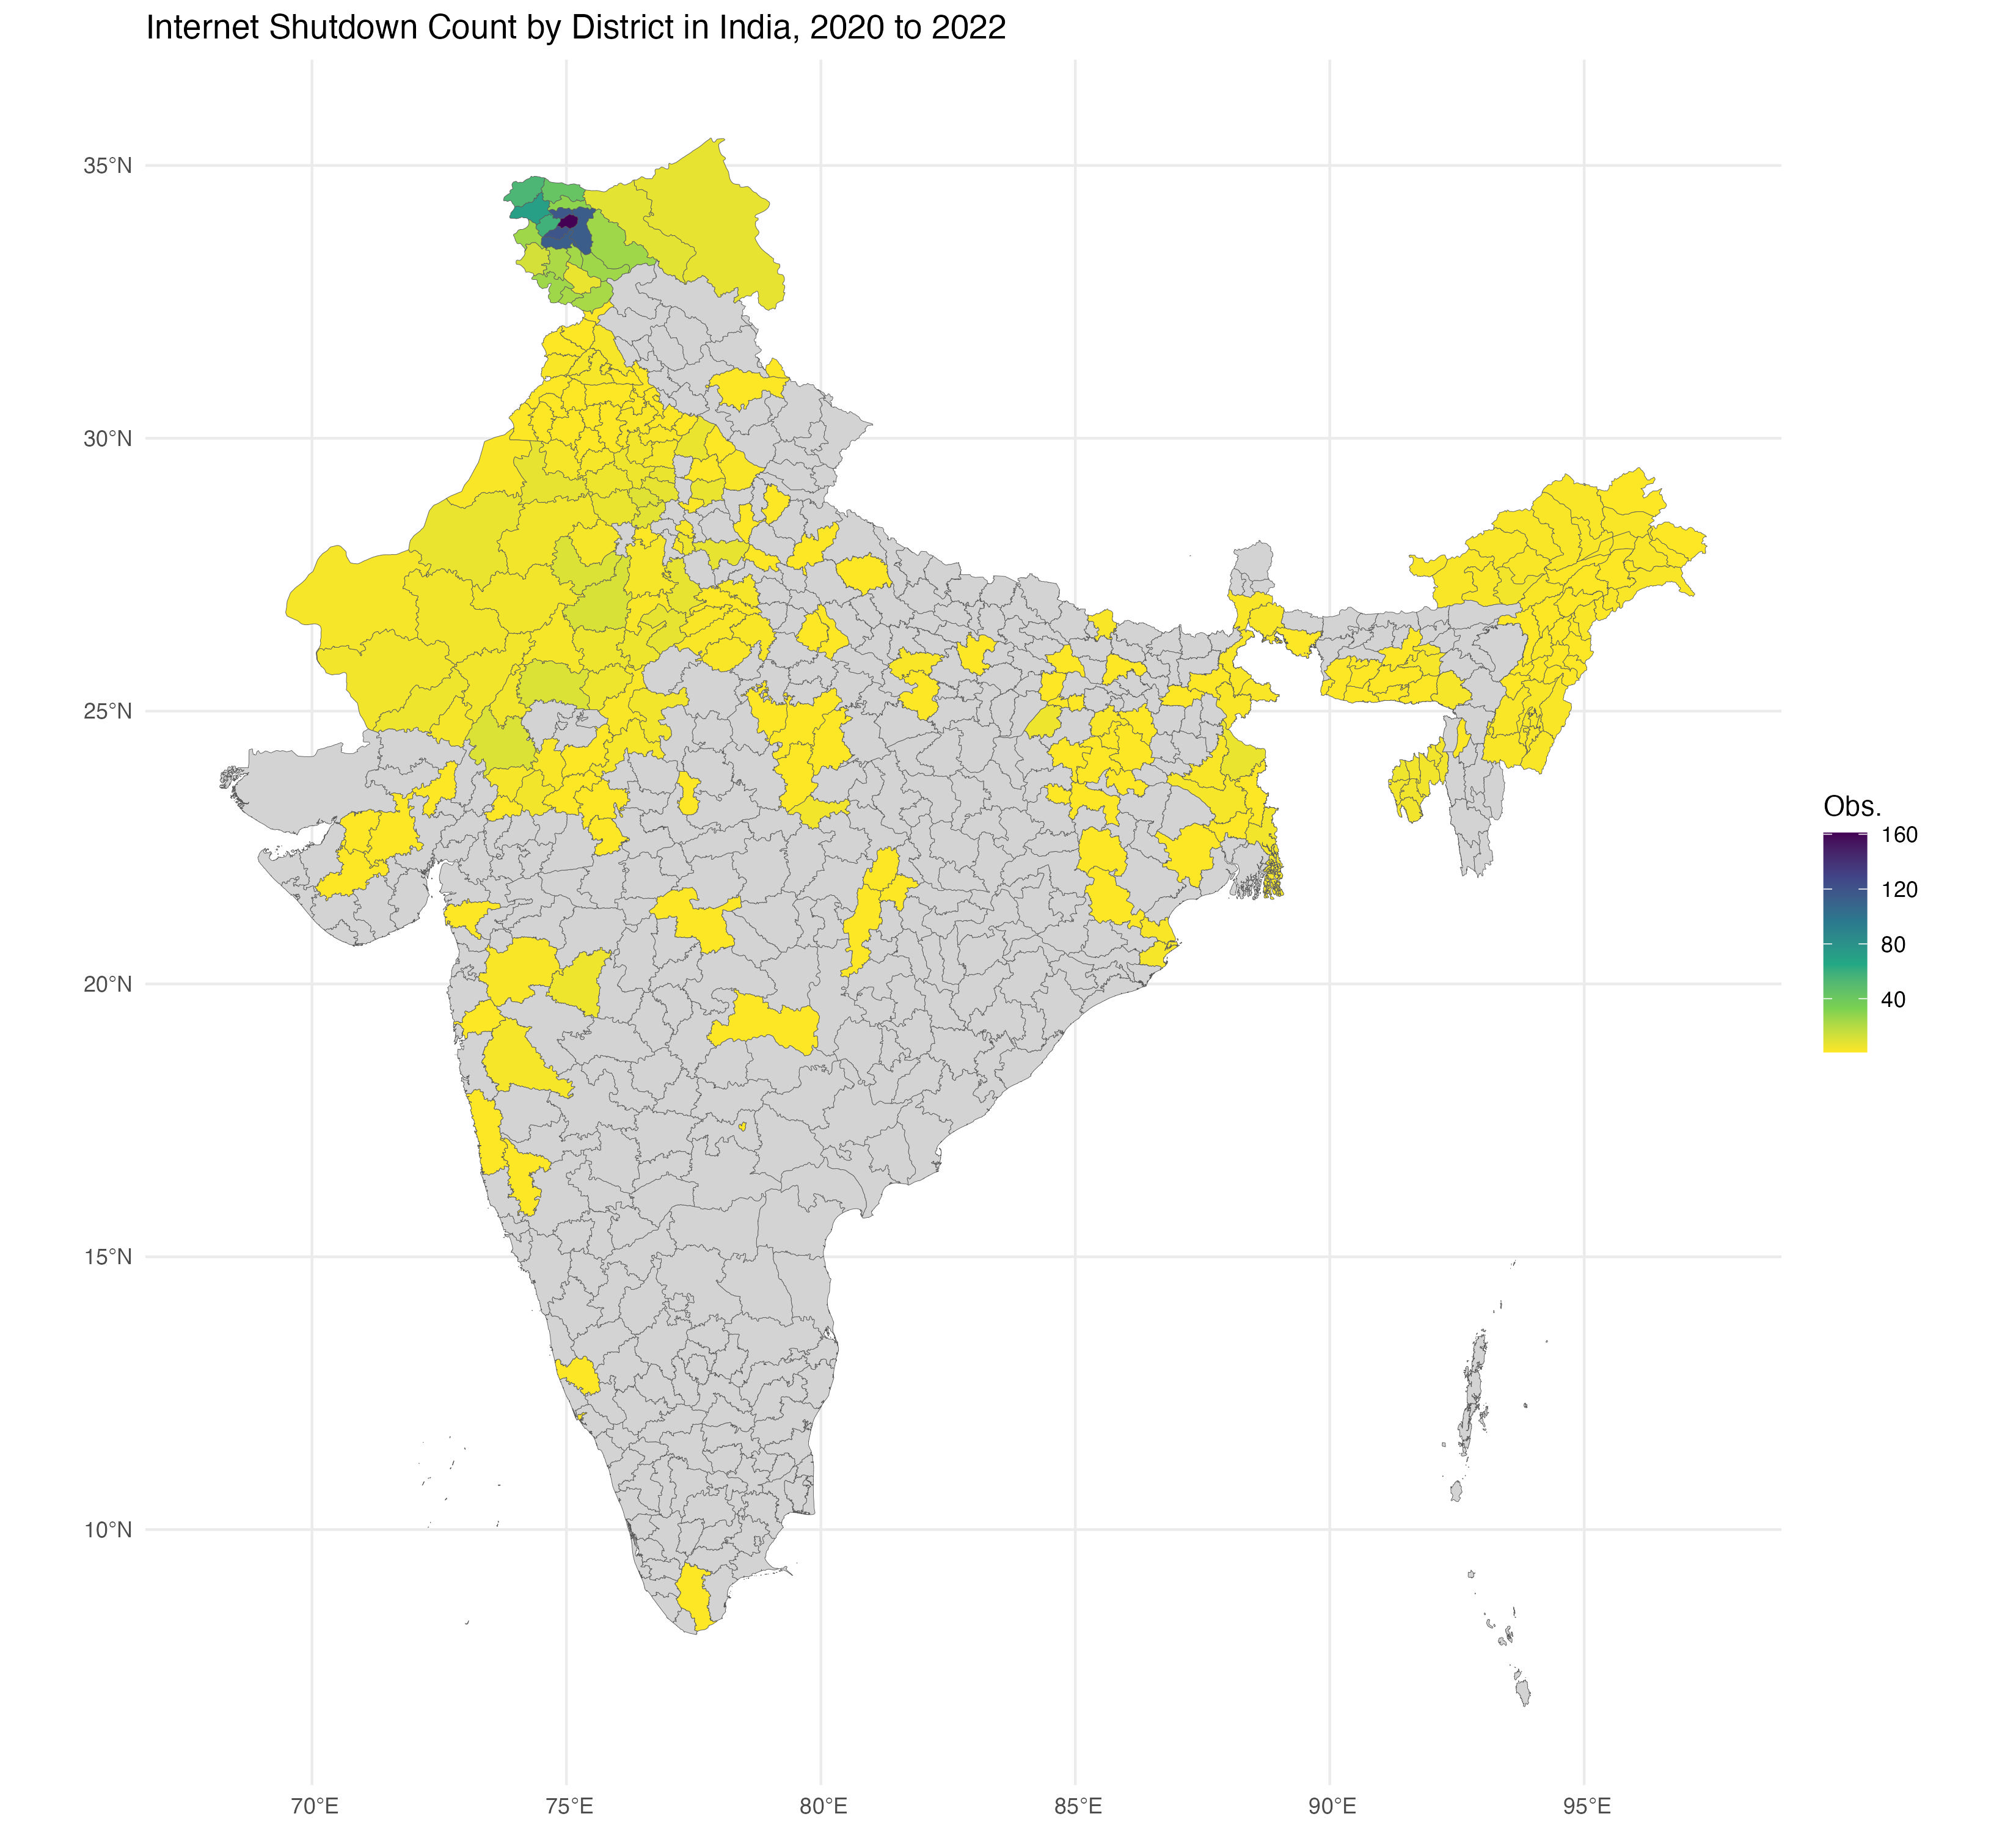 Internet Shutdown Count by District in India, 2020 to 2022
35°N
30°N
25°N
20°N
15°N
10°N
70°E
75°E
80°E
85°E
90°E
95°E
Obs.
160
120
80
40